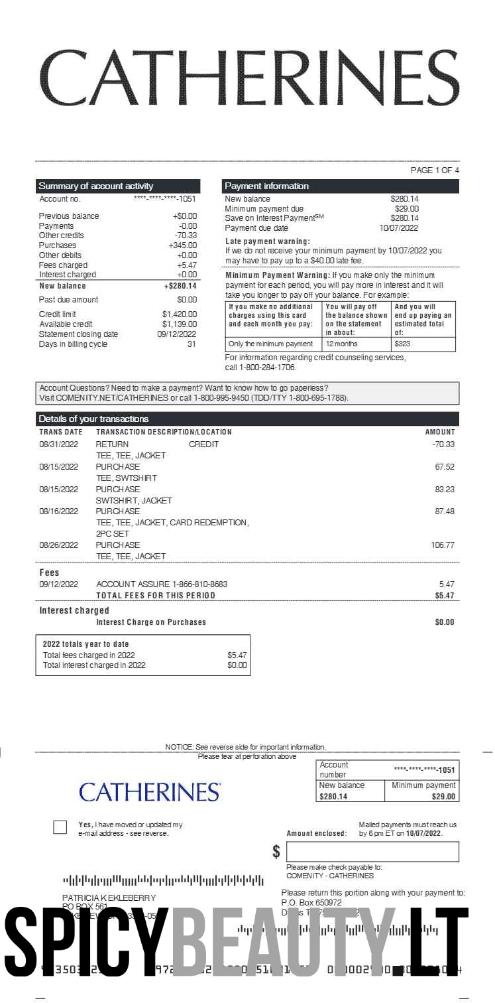 CATHERINES
PAGE 1 OF 4
Summary of account activity
Account no. ****-****-****-1051
Previous balance +$0.00
Payments -0.00
Other credits -70.33
Purchases +345.00
Other debits +0.00
Fees charged +5.47
Interest charged +0.00
New balance +$280.14
Past due amount $0.00
Credit limit $1,420.00
Available credit $1,139.00
Statement closing date 09/12/2022
Days in billing cycle 31
Payment information
New balance $280.14
Minimum payment due $29.00
Save on Interest Payment℠ $280.14
Payment due date 10/07/2022
Late payment warning:
If we do not receive your minimum payment by 10/07/2022 you
may have to pay up to a $40.00 late fee.
Minimum Payment Warning: If you make only the minimum
payment for each period, you will pay more in interest and it will
take you longer to pay off your balance. For example:
If you make no additional charges using this card and each month you pay:
You will pay off the balance shown on the statement in about:
And you will end up paying an estimated total of:
Only the minimum payment 12 months $323
For information regarding credit counseling services,
call 1-800-284-1706.
Account Questions? Need to make a payment? Want to know how to go paperless?
Visit COMENITY.NET/CATHERINES or call 1-800-995-9450 (TDD/TTY 1-800-695-1788).
Details of your transactions
TRANS DATE TRANSACTION DESCRIPTION/LOCATION AMOUNT
08/31/2022 RETURN CREDIT -70.33
TEE, TEE, JACKET
08/15/2022 PURCHASE 67.52
TEE, SWTSHIRT
08/15/2022 PURCHASE 83.23
SWTSHIRT, JACKET
08/16/2022 PURCHASE 87.48
TEE, TEE, JACKET, CARD REDEMPTION,
2PC SET
08/26/2022 PURCHASE 106.77
TEE, TEE, JACKET
Fees
09/12/2022 ACCOUNT ASSURE 1-866-810-8683 5.47
TOTAL FEES FOR THIS PERIOD $5.47
Interest charged
Interest Charge on Purchases $0.00
2022 totals year to date
Total fees charged in 2022 $5.47
Total interest charged in 2022 $0.00
NOTICE: See reverse side for important information.
Please tear at perforation above
CATHERINES
Account number ****-****-****-1051
New balance Minimum payment
$280.14 $29.00
Yes, I have moved or updated my
e-mail address - see reverse.
Mailed payments must reach us
Amount enclosed: by 6pm ET on 10/07/2022.
$
Please make check payable to:
COMENITY - CATHERINES
PATRICIA K EKLEBERRY
PO BOX 561
Please return this portion along with your payment to:
P.O. Box 650972
SPICYBEAUTY.LT